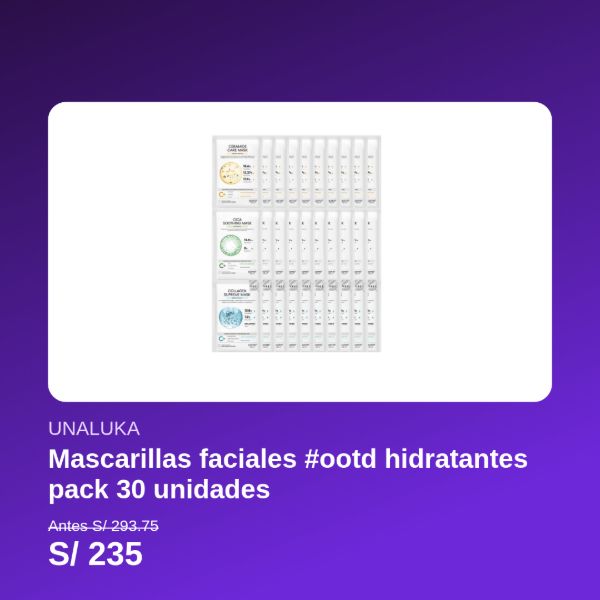 CERAMIDE
CARE MASK
CICA
SOOTHING MASK
COLLAGEN
SUPREME MASK
UNALUKA
Mascarillas faciales #ootd hidratantes
pack 30 unidades
Antes S/ 293.75
S/ 235